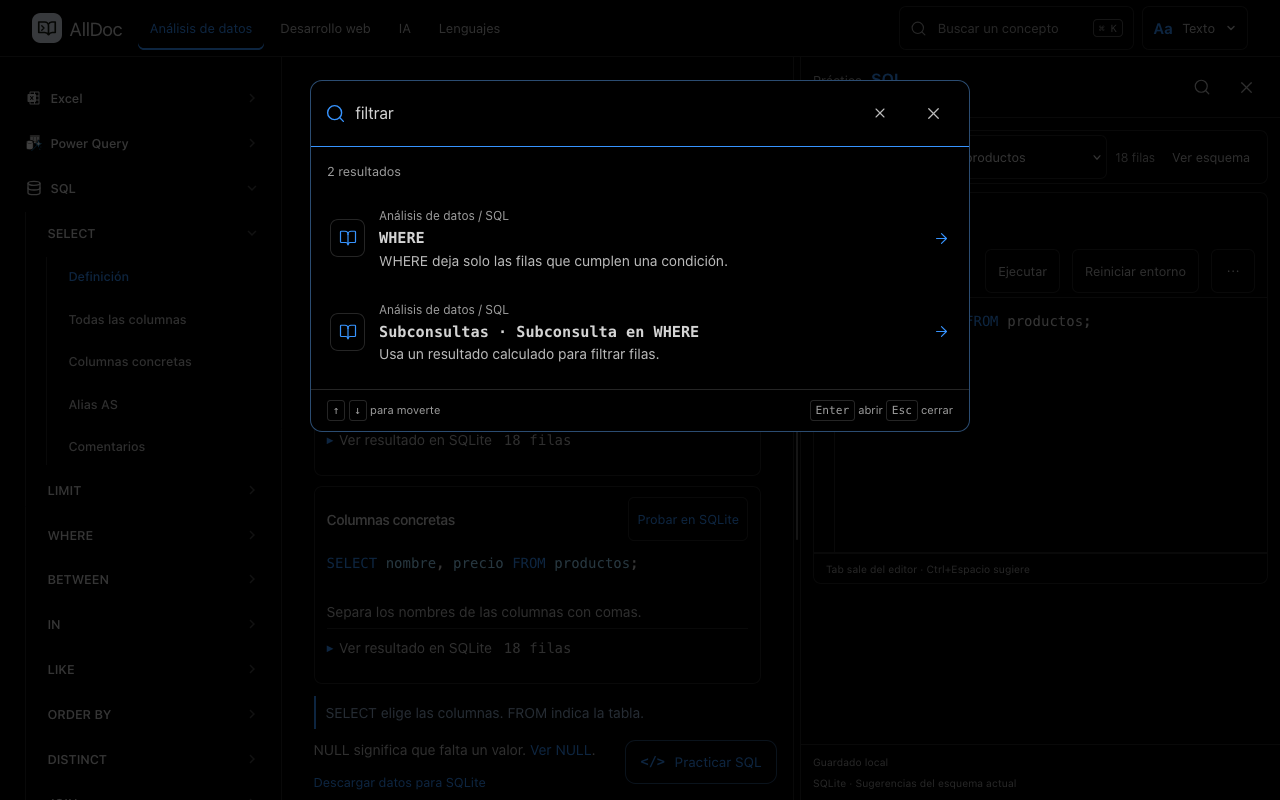 AllDoc
Análisis de datos
Desarrollo web
IA
Lenguajes
Buscar un concepto
⌘ K
Aa Texto
Excel
Power Query
SQL
SELECT
Definición
Todas las columnas
Columnas concretas
Alias AS
Comentarios
LIMIT
WHERE
BETWEEN
IN
LIKE
ORDER BY
DISTINCT
filtrar
2 resultados
Análisis de datos / SQL
WHERE
WHERE deja solo las filas que cumplen una condición.
Análisis de datos / SQL
Subconsultas · Subconsulta en WHERE
Usa un resultado calculado para filtrar filas.
↑ ↓ para moverte
Enter abrir Esc cerrar
Ver resultado en SQLite 18 filas
Columnas concretas
Probar en SQLite
SELECT nombre, precio FROM productos;
Separa los nombres de las columnas con comas.
Ver resultado en SQLite 18 filas
SELECT elige las columnas. FROM indica la tabla.
NULL significa que falta un valor. Ver NULL.
Descargar datos para SQLite
</> Practicar SQL
SQL
productos
18 filas
Ver esquema
Ejecutar
Reiniciar entorno
···
FROM productos;
Tab sale del editor · Ctrl+Espacio sugiere
Guardado local
SQLite · Sugerencias del esquema actual